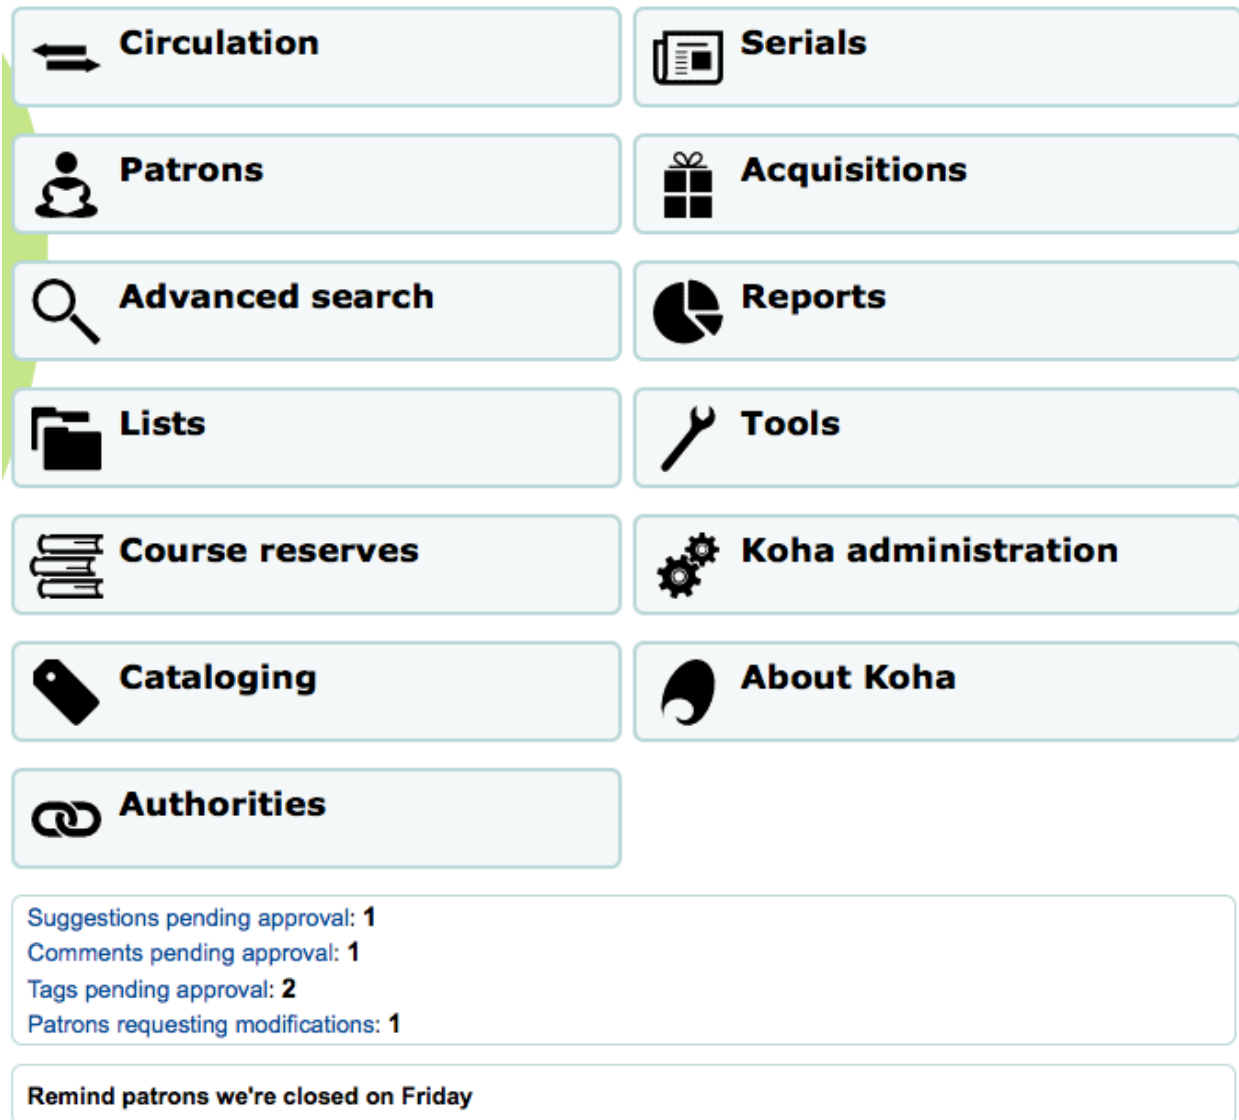 Circulation
Serials
Patrons
Acquisitions
Advanced search
Reports
Lists
Tools
Course reserves
Koha administration
Cataloging
About Koha
Authorities
Suggestions pending approval: 1
Comments pending approval: 1
Tags pending approval: 2
Patrons requesting modifications: 1
Remind patrons we're closed on Friday